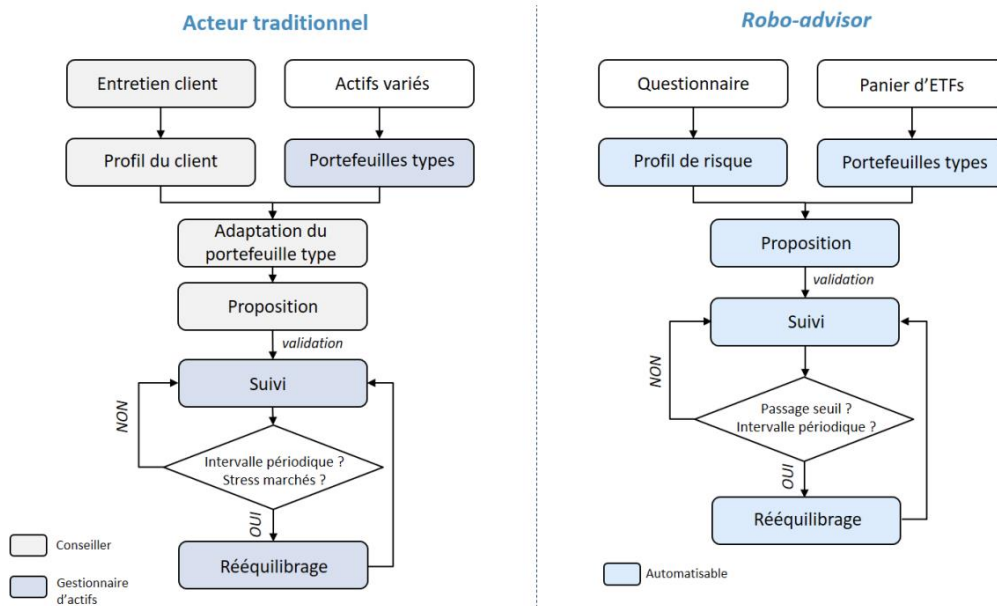 Acteur traditionnel
Entretien client
Actifs variés
Profil du client
Portefeuilles types
Adaptation du
portefeuille type
Proposition
validation
Suivi
NON
Intervalle périodique ?
Stress marchés ?
OUI
Rééquilibrage
Conseiller
Gestionnaire
d'actifs
Robo-advisor
Questionnaire
Panier d'ETFs
Profil de risque
Portefeuilles types
Proposition
validation
Suivi
NON
Passage seuil ?
Intervalle périodique ?
OUI
Rééquilibrage
Automatisable